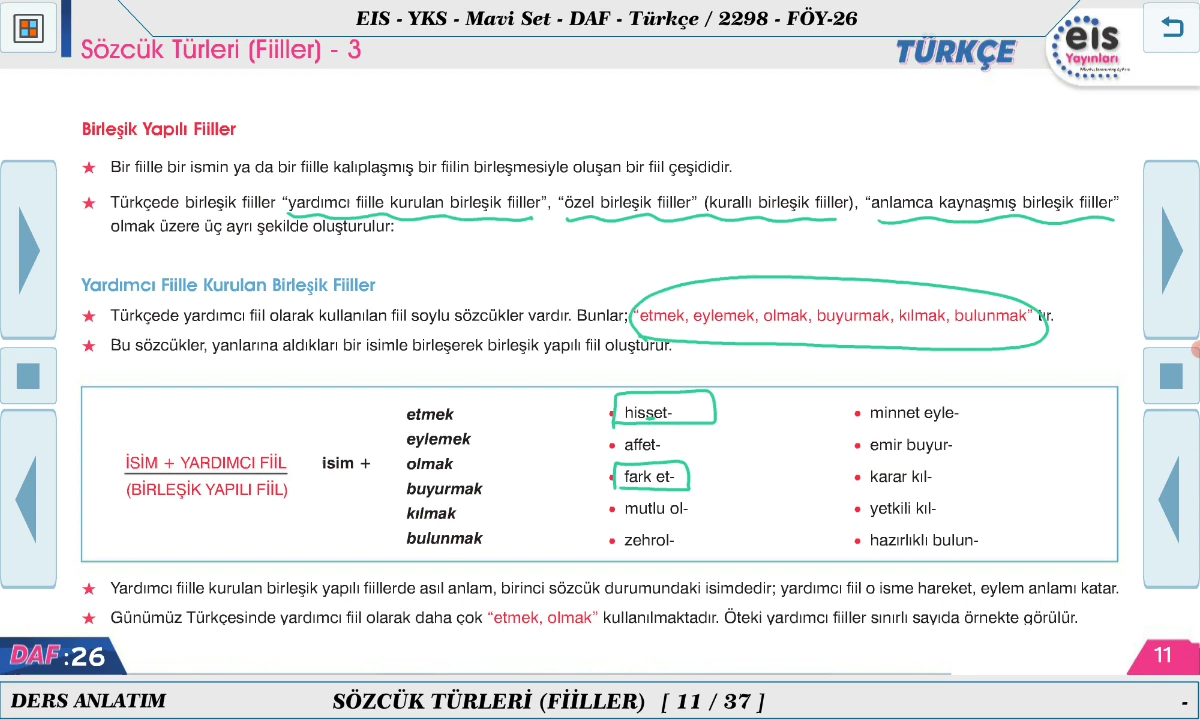 EIS - YKS - Mavi Set - DAF - Türkçe / 2298 - FÖY-26
Sözcük Türleri (Fiiller) - 3
TÜRKÇE
eis
Yayınları
Birleşik Yapılı Fiiller
★ Bir fiille bir ismin ya da bir fiille kalıplaşmış bir fiilin birleşmesiyle oluşan bir fiil çeşididir.
★ Türkçede birleşik fiiller “yardımcı fiille kurulan birleşik fiiller”, “özel birleşik fiiller” (kurallı birleşik fiiller), “anlamca kaynaşmış birleşik fiiller”
olmak üzere üç ayrı şekilde oluşturulur:
Yardımcı Fiille Kurulan Birleşik Fiiller
★ Türkçede yardımcı fiil olarak kullanılan fiil soylu sözcükler vardır. Bunlar; “etmek, eylemek, olmak, buyurmak, kılmak, bulunmak” tır.
★ Bu sözcükler, yanlarına aldıkları bir isimle birleşerek birleşik yapılı fiil oluşturur.
İSİM + YARDIMCI FİİL
(BİRLEŞİK YAPILI FİİL)
isim +
etmek
eylemek
olmak
buyurmak
kılmak
bulunmak
• hisset-
• affet-
• fark et-
• mutlu ol-
• zehrol-
• minnet eyle-
• emir buyur-
• karar kıl-
• yetkili kıl-
• hazırlıklı bulun-
★ Yardımcı fiille kurulan birleşik yapılı fiillerde asıl anlam, birinci sözcük durumundaki isimdedir; yardımcı fiil o isme hareket, eylem anlamı katar.
★ Günümüz Türkçesinde yardımcı fiil olarak daha çok “etmek, olmak” kullanılmaktadır. Öteki yardımcı fiiller sınırlı sayıda örnekte görülür.
DAF:26
11
DERS ANLATIM
SÖZCÜK TÜRLERİ (FİİLLER) [ 11 / 37 ]
-